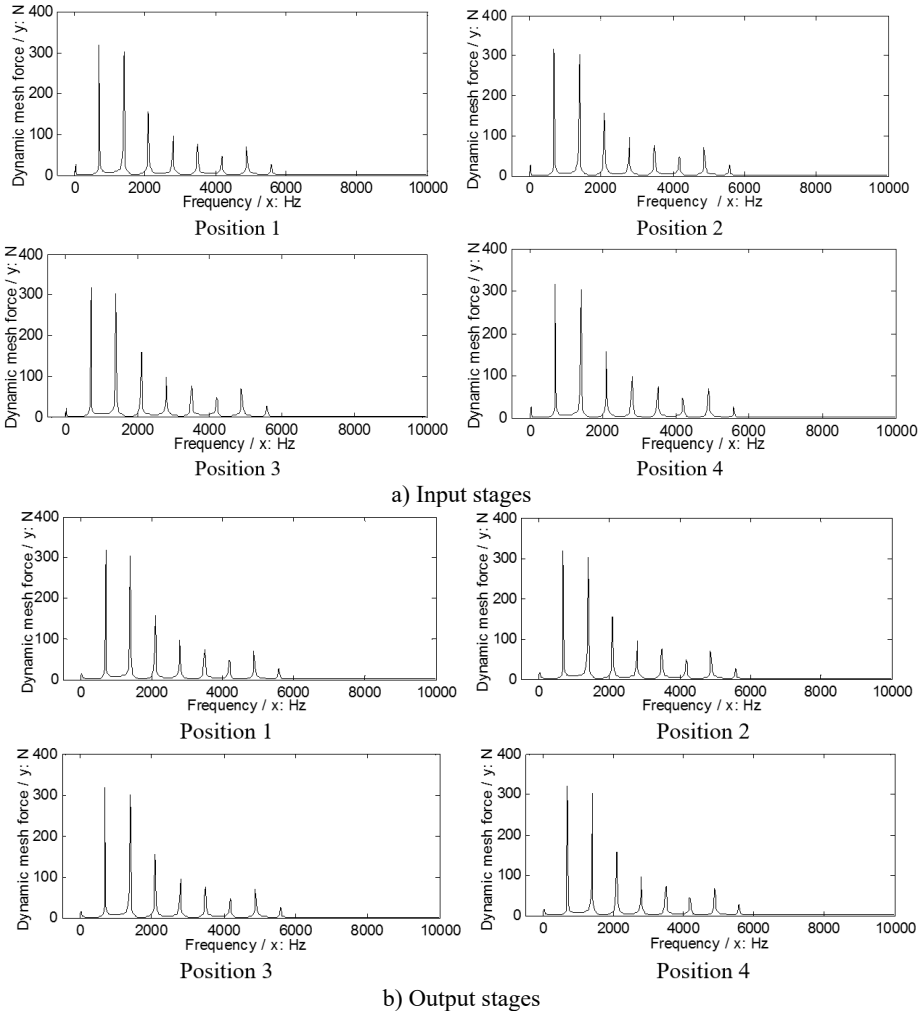 Dynamic mesh force / y: N
400
300
200
100
0
0 2000 4000 6000 8000 10000
Frequency / x: Hz
Position 1
Dynamic mesh force / y: N
400
300
200
100
0
0 2000 4000 6000 8000 10000
Frequency / x: Hz
Position 2
Dynamic mesh force / y: N
400
300
200
100
0
0 2000 4000 6000 8000 10000
Frequency / x: Hz
Position 3
Dynamic mesh force / y: N
400
300
200
100
0
0 2000 4000 6000 8000 10000
Frequency / x: Hz
Position 4
a) Input stages
Dynamic mesh force / y: N
400
300
200
100
0
0 2000 4000 6000 8000 10000
Frequency / x: Hz
Position 1
Dynamic mesh force / y: N
400
300
200
100
0
0 2000 4000 6000 8000 10000
Frequency / x: Hz
Position 2
Dynamic mesh force / y: N
400
300
200
100
0
0 2000 4000 6000 8000 10000
Frequency / x: Hz
Position 3
Dynamic mesh force / y: N
400
300
200
100
0
0 2000 4000 6000 8000 10000
Frequency / x: Hz
Position 4
b) Output stages